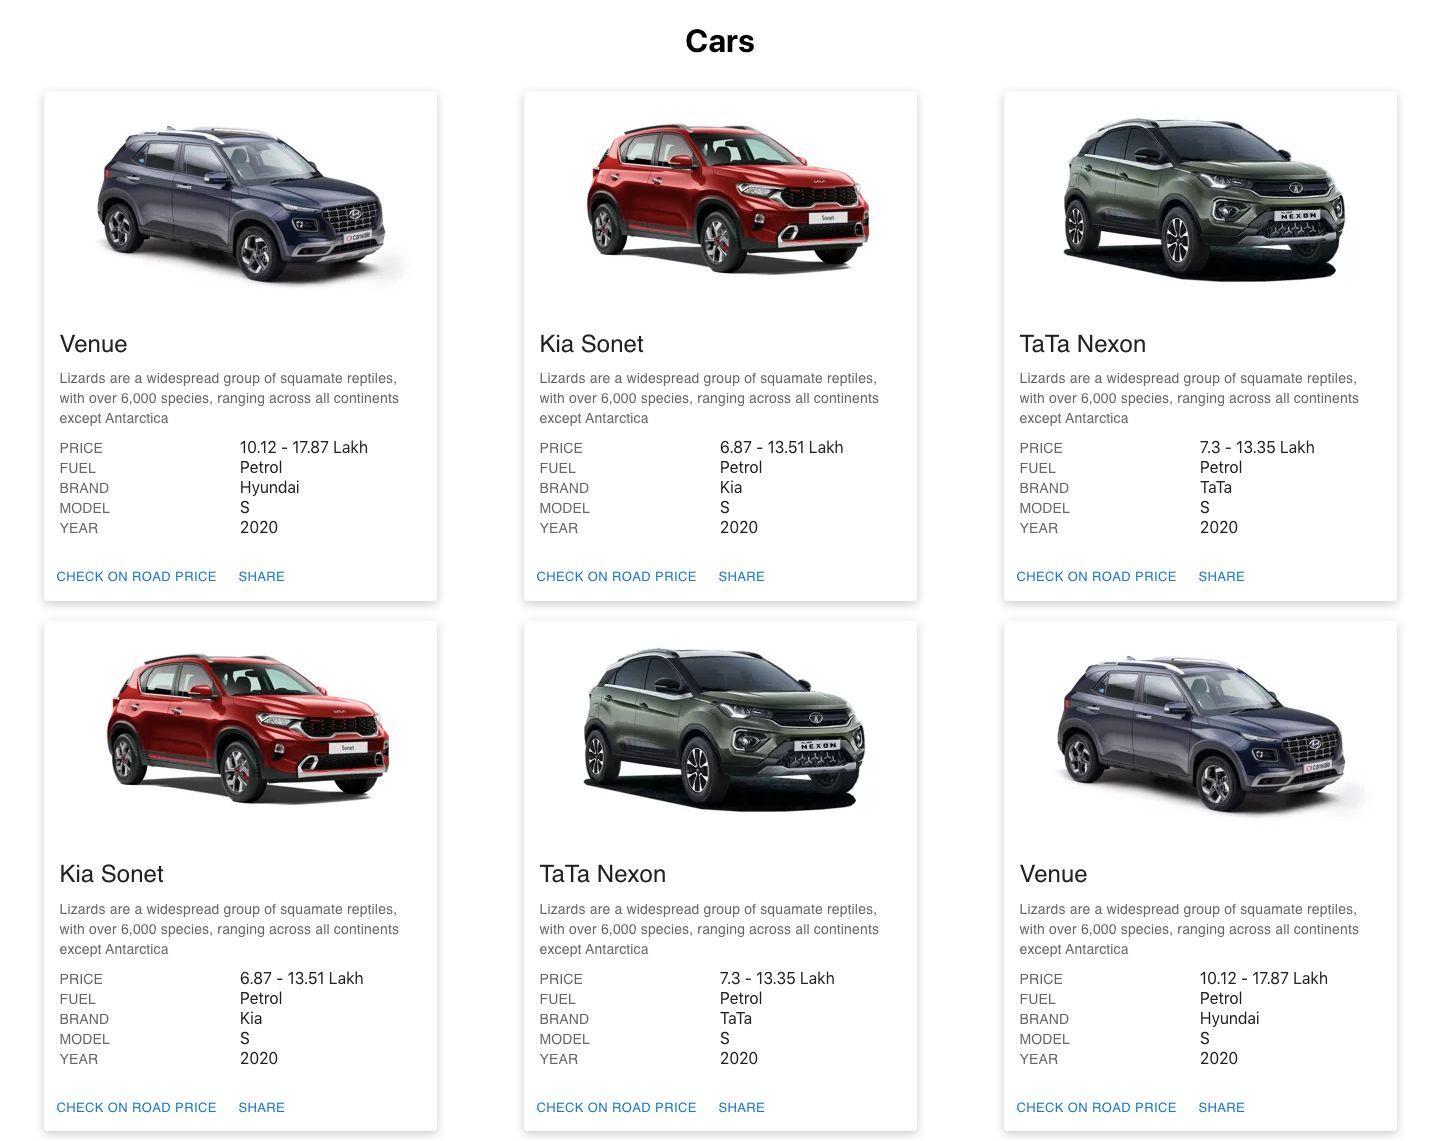 Cars
Venue
Lizards are a widespread group of squamate reptiles,
with over 6,000 species, ranging across all continents
except Antarctica
PRICE 10.12 - 17.87 Lakh
FUEL Petrol
BRAND Hyundai
MODEL S
YEAR 2020
CHECK ON ROAD PRICE SHARE
Sonet
Kia Sonet
Lizards are a widespread group of squamate reptiles,
with over 6,000 species, ranging across all continents
except Antarctica
PRICE 6.87 - 13.51 Lakh
FUEL Petrol
BRAND Kia
MODEL S
YEAR 2020
CHECK ON ROAD PRICE SHARE
NEXON
TaTa Nexon
Lizards are a widespread group of squamate reptiles,
with over 6,000 species, ranging across all continents
except Antarctica
PRICE 7.3 - 13.35 Lakh
FUEL Petrol
BRAND TaTa
MODEL S
YEAR 2020
CHECK ON ROAD PRICE SHARE
Sonet
Kia Sonet
Lizards are a widespread group of squamate reptiles,
with over 6,000 species, ranging across all continents
except Antarctica
PRICE 6.87 - 13.51 Lakh
FUEL Petrol
BRAND Kia
MODEL S
YEAR 2020
CHECK ON ROAD PRICE SHARE
NEXON
TaTa Nexon
Lizards are a widespread group of squamate reptiles,
with over 6,000 species, ranging across all continents
except Antarctica
PRICE 7.3 - 13.35 Lakh
FUEL Petrol
BRAND TaTa
MODEL S
YEAR 2020
CHECK ON ROAD PRICE SHARE
Venue
Lizards are a widespread group of squamate reptiles,
with over 6,000 species, ranging across all continents
except Antarctica
PRICE 10.12 - 17.87 Lakh
FUEL Petrol
BRAND Hyundai
MODEL S
YEAR 2020
CHECK ON ROAD PRICE SHARE